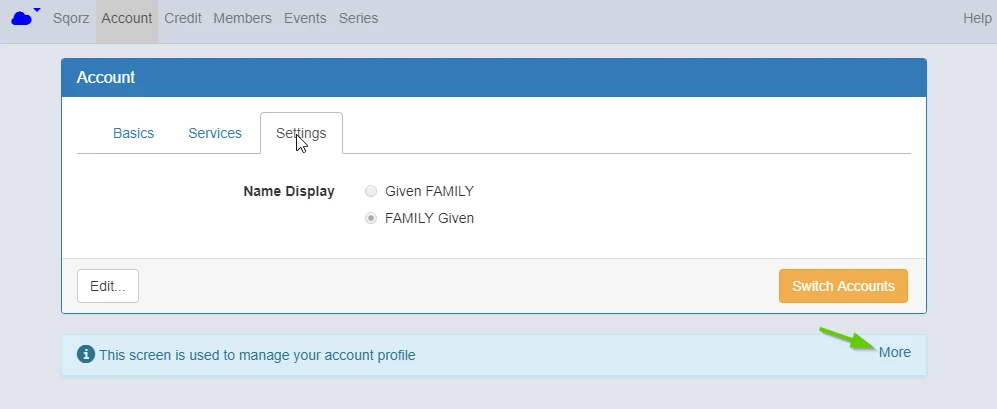 Sqorz Account Credit Members Events Series Help
Account
Basics Services Settings
Name Display Given FAMILY
FAMILY Given
Edit... Switch Accounts
This screen is used to manage your account profile More